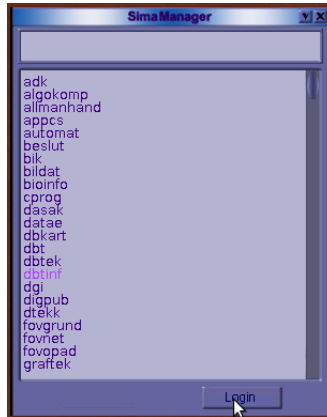 SimaManager
adk
algokomp
allmanhand
appcs
automat
beslut
bik
bildat
bioinfo
cprog
dasak
datae
dbkart
dbt
dbtek
dbtinf
dgi
digpub
dtekk
fovgrund
fovnet
fovopad
graftek
Login